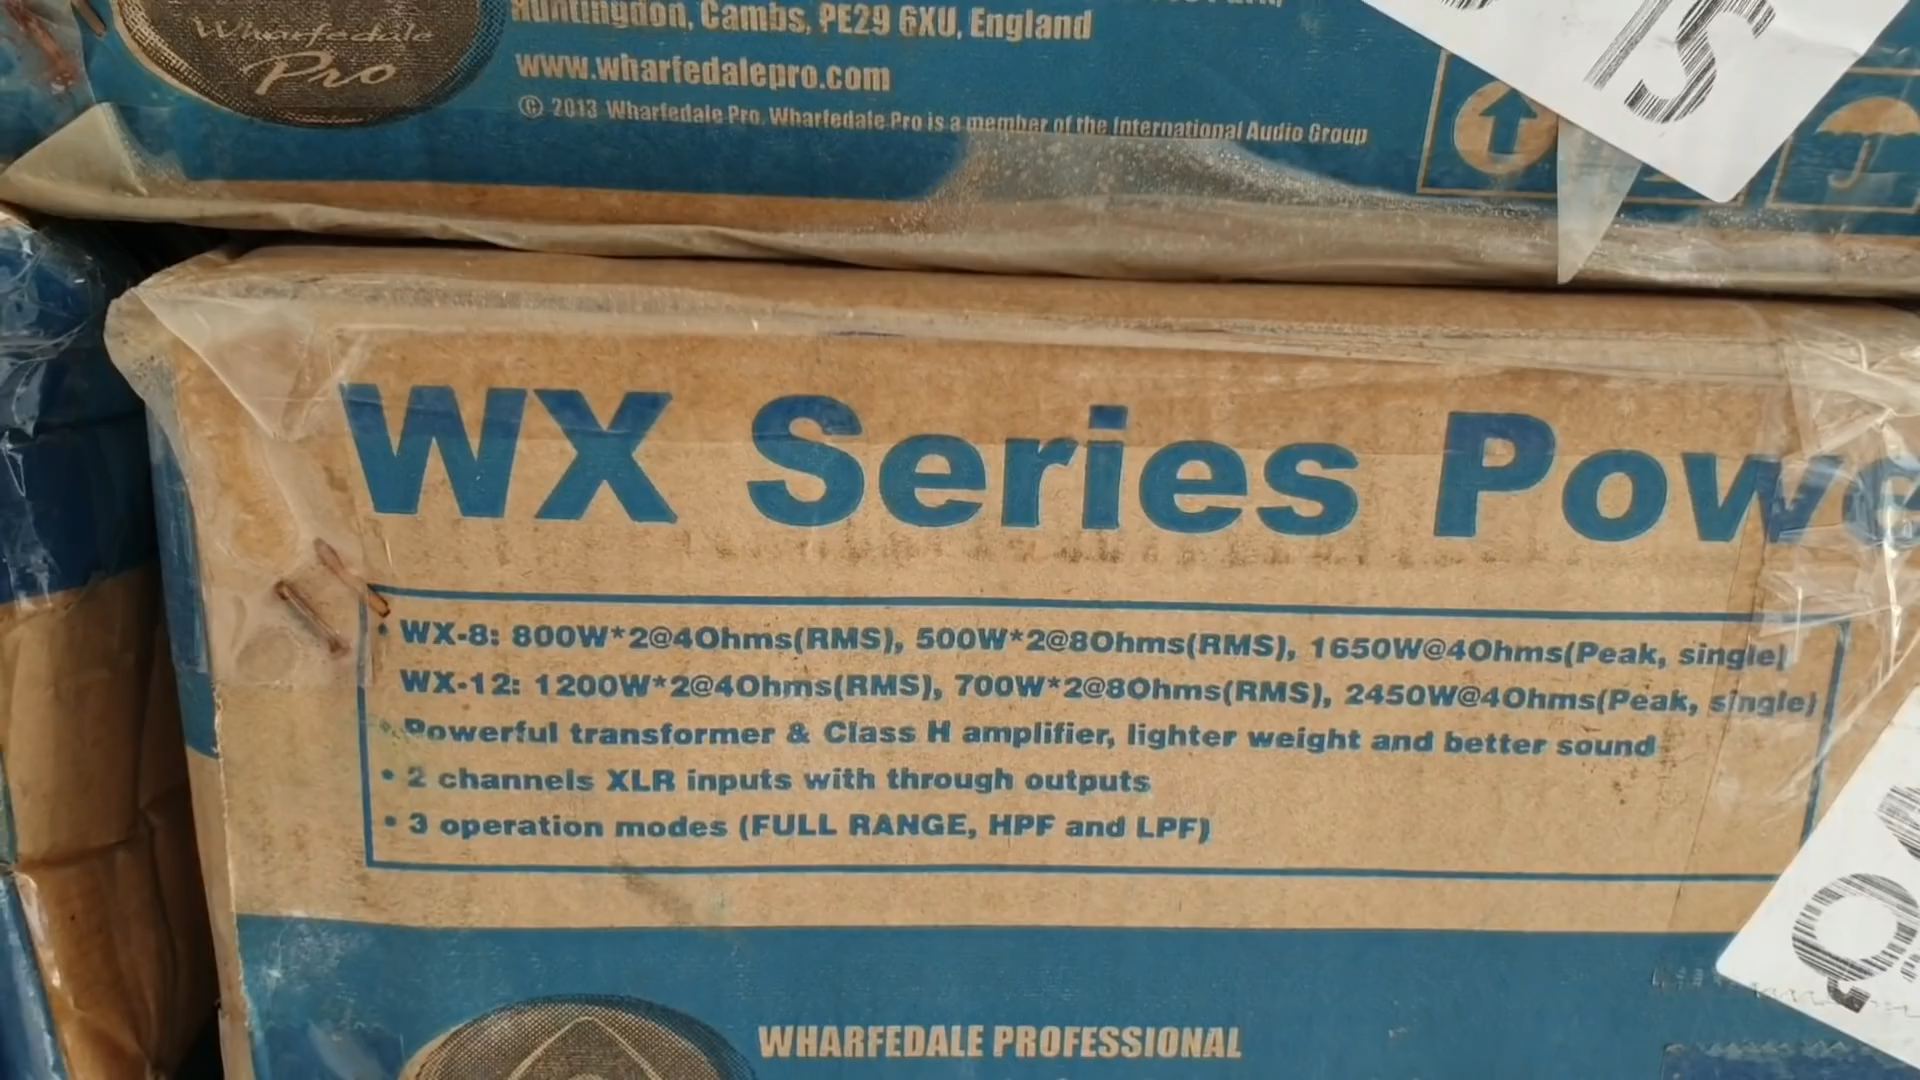 Wharfedale
Pro
Huntingdon, Cambs, PE29 6XU, England
www.wharfedalepro.com
© 2013 Wharfedale Pro. Wharfedale Pro is a member of the International Audio Group
WX Series
• WX-8: 800W*2@4Ohms(RMS), 500W*2@8Ohms(RMS), 1650W@4Ohms(Peak, single)
WX-12: 1200W*2@4Ohms(RMS), 700W*2@8Ohms(RMS), 2450W@4Ohms(Peak, single)
• Powerful transformer & Class H amplifier, lighter weight and better sound
• 2 channels XLR inputs with through outputs
• 3 operation modes (FULL RANGE, HPF and LPF)
WHARFEDALE PROFESSIONAL